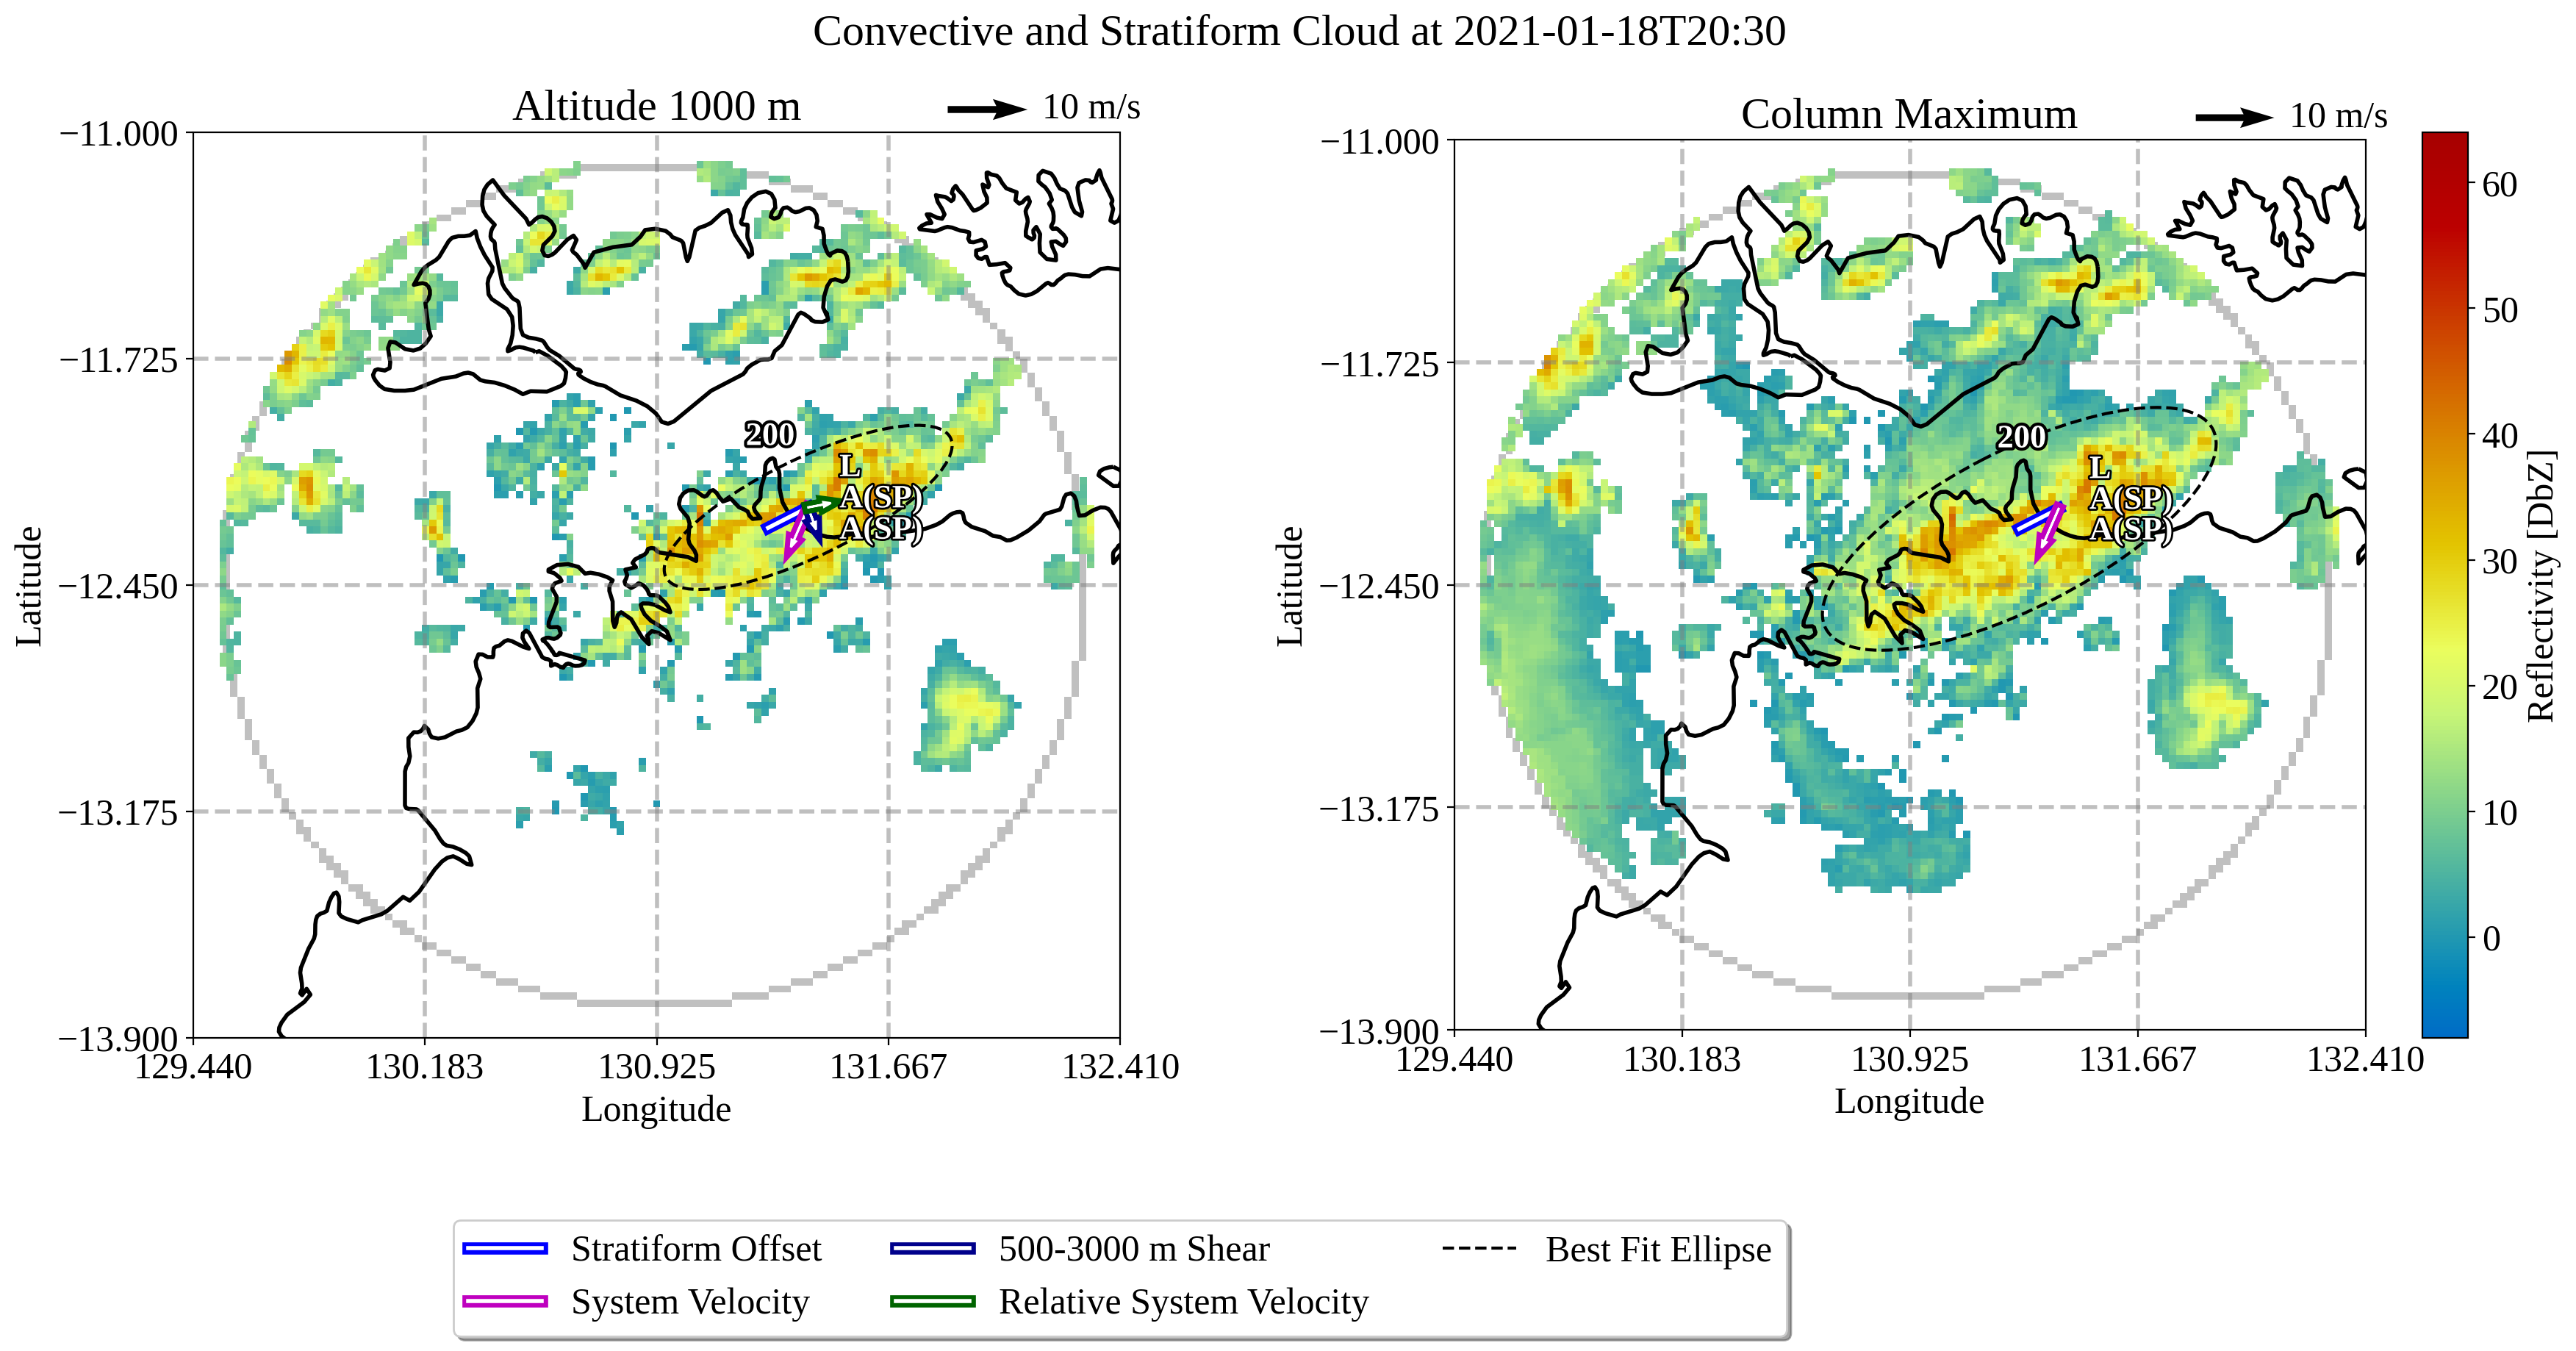 Convective and Stratiform Cloud at 2021-01-18T20:30
Altitude 1000 m
10 m/s
−11.000
−11.725
−12.450
−13.175
−13.900
Latitude
129.440
130.183
130.925
131.667
132.410
Longitude
200
L
A(SP)
A(SP)
Column Maximum
10 m/s
−11.000
−11.725
−12.450
−13.175
−13.900
Latitude
129.440
130.183
130.925
131.667
132.410
Longitude
200
L
A(SP)
A(SP)
60
50
40
30
20
10
0
Reflectivity [DbZ]
Stratiform Offset
System Velocity
500-3000 m Shear
Relative System Velocity
Best Fit Ellipse